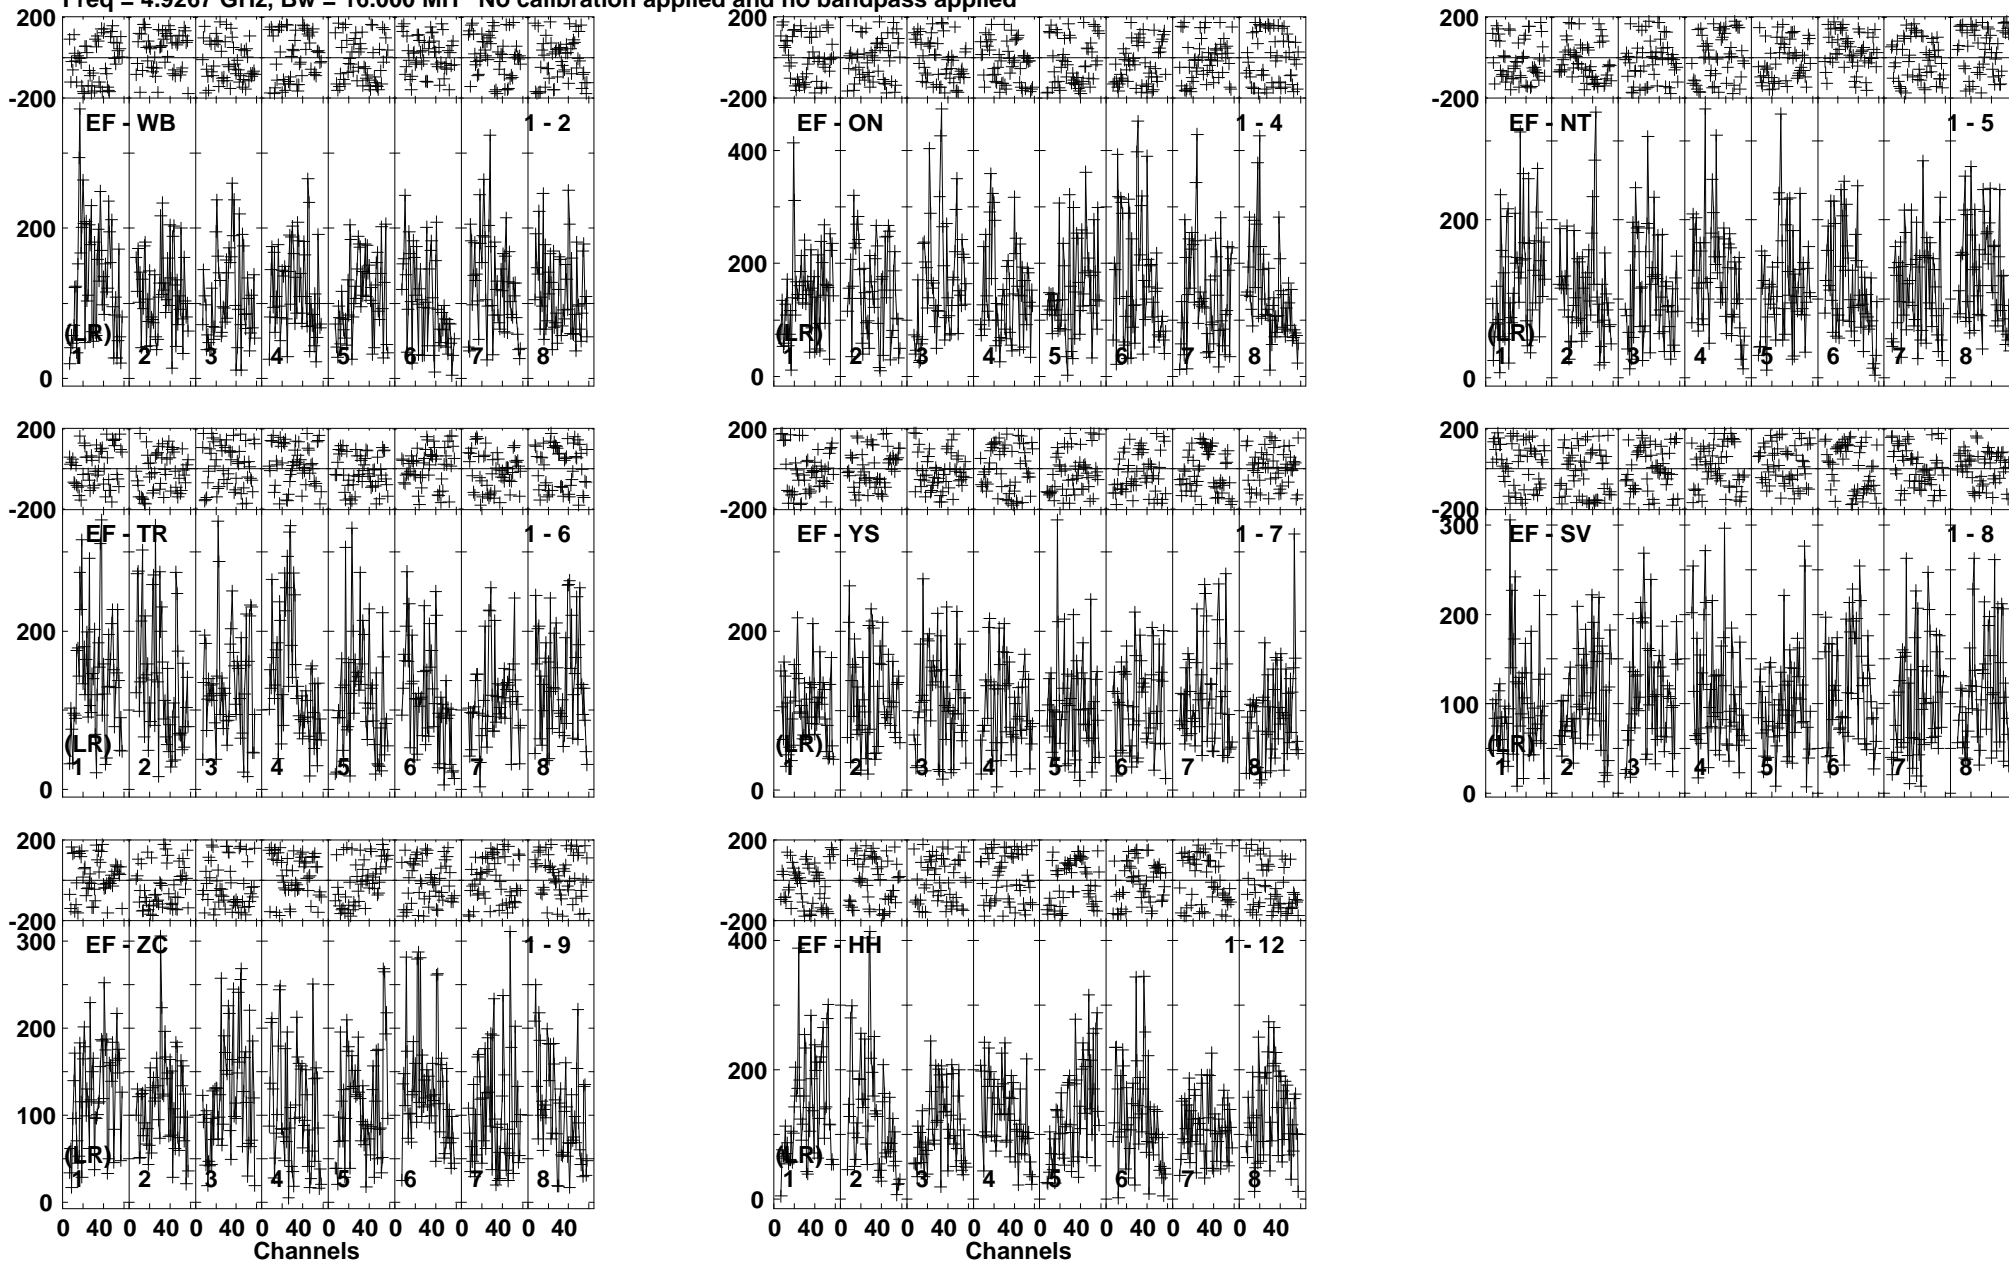 Freq = 4.9267 GHz, Bw = 16.000 MH No calibration applied and no bandpass applied
200 200 200
-200 -200 -200
EF - WB 1 - 2 EF - ON 1 - 4 EF - NT 1 - 5
400
200 200 200
(LR) (LR) (LR)
1 2 3 4 5 6 7 8 1 2 3 4 5 6 7 8 1 2 3 4 5 6 7 8
0 0 0
200 200 200
-200 -200 -200
300
EF - TR 1 - 6 EF - YS 1 - 7 EF - SV 1 - 8
200 200 200
100
(LR) (LR) (LR)
1 2 3 4 5 6 7 8 1 2 3 4 5 6 7 8 1 2 3 4 5 6 7 8
0 0 0
200 200
-200 -200
300 400
EF - ZC 1 - 9 EF - HH 1 - 12
200 200
100
(LR) (LR)
1 2 3 4 5 6 7 8 1 2 3 4 5 6 7 8
0 0
0 40 0 40 0 40 0 40 0 40 0 40 0 40 0 40 0 40 0 40 0 40 0 40 0 40 0 40 0 40 0 40
Channels Channels